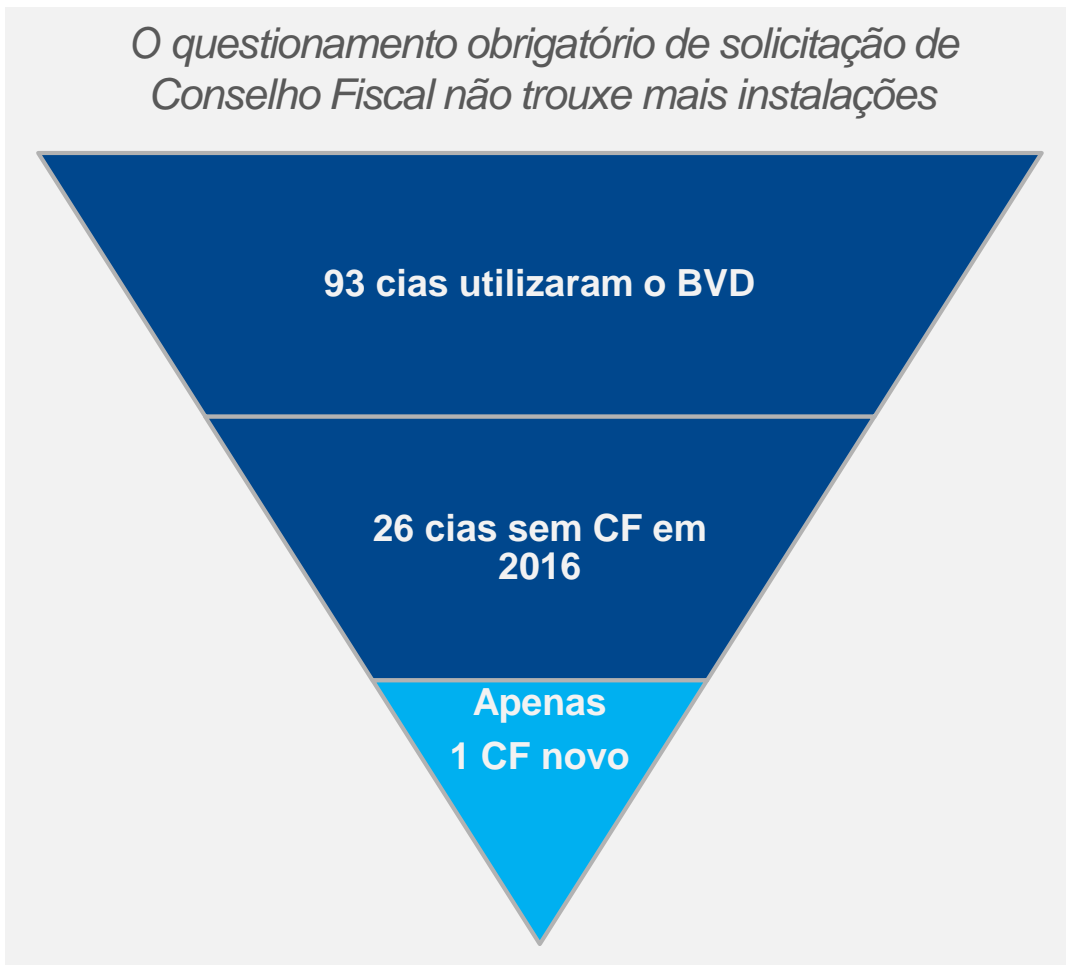 O questionamento obrigatório de solicitação de
Conselho Fiscal não trouxe mais instalações
93 cias utilizaram o BVD
26 cias sem CF em
2016
Apenas
1 CF novo